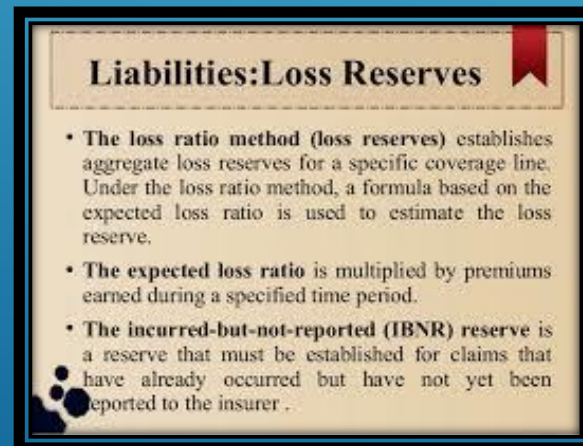 Liabilities:Loss Reserves
• The loss ratio method (loss reserves) establishes
aggregate loss reserves for a specific coverage line.
Under the loss ratio method, a formula based on the
expected loss ratio is used to estimate the loss
reserve.
• The expected loss ratio is multiplied by premiums
earned during a specified time period.
• The incurred-but-not-reported (IBNR) reserve is
a reserve that must be established for claims that
have already occurred but have not yet been
reported to the insurer .